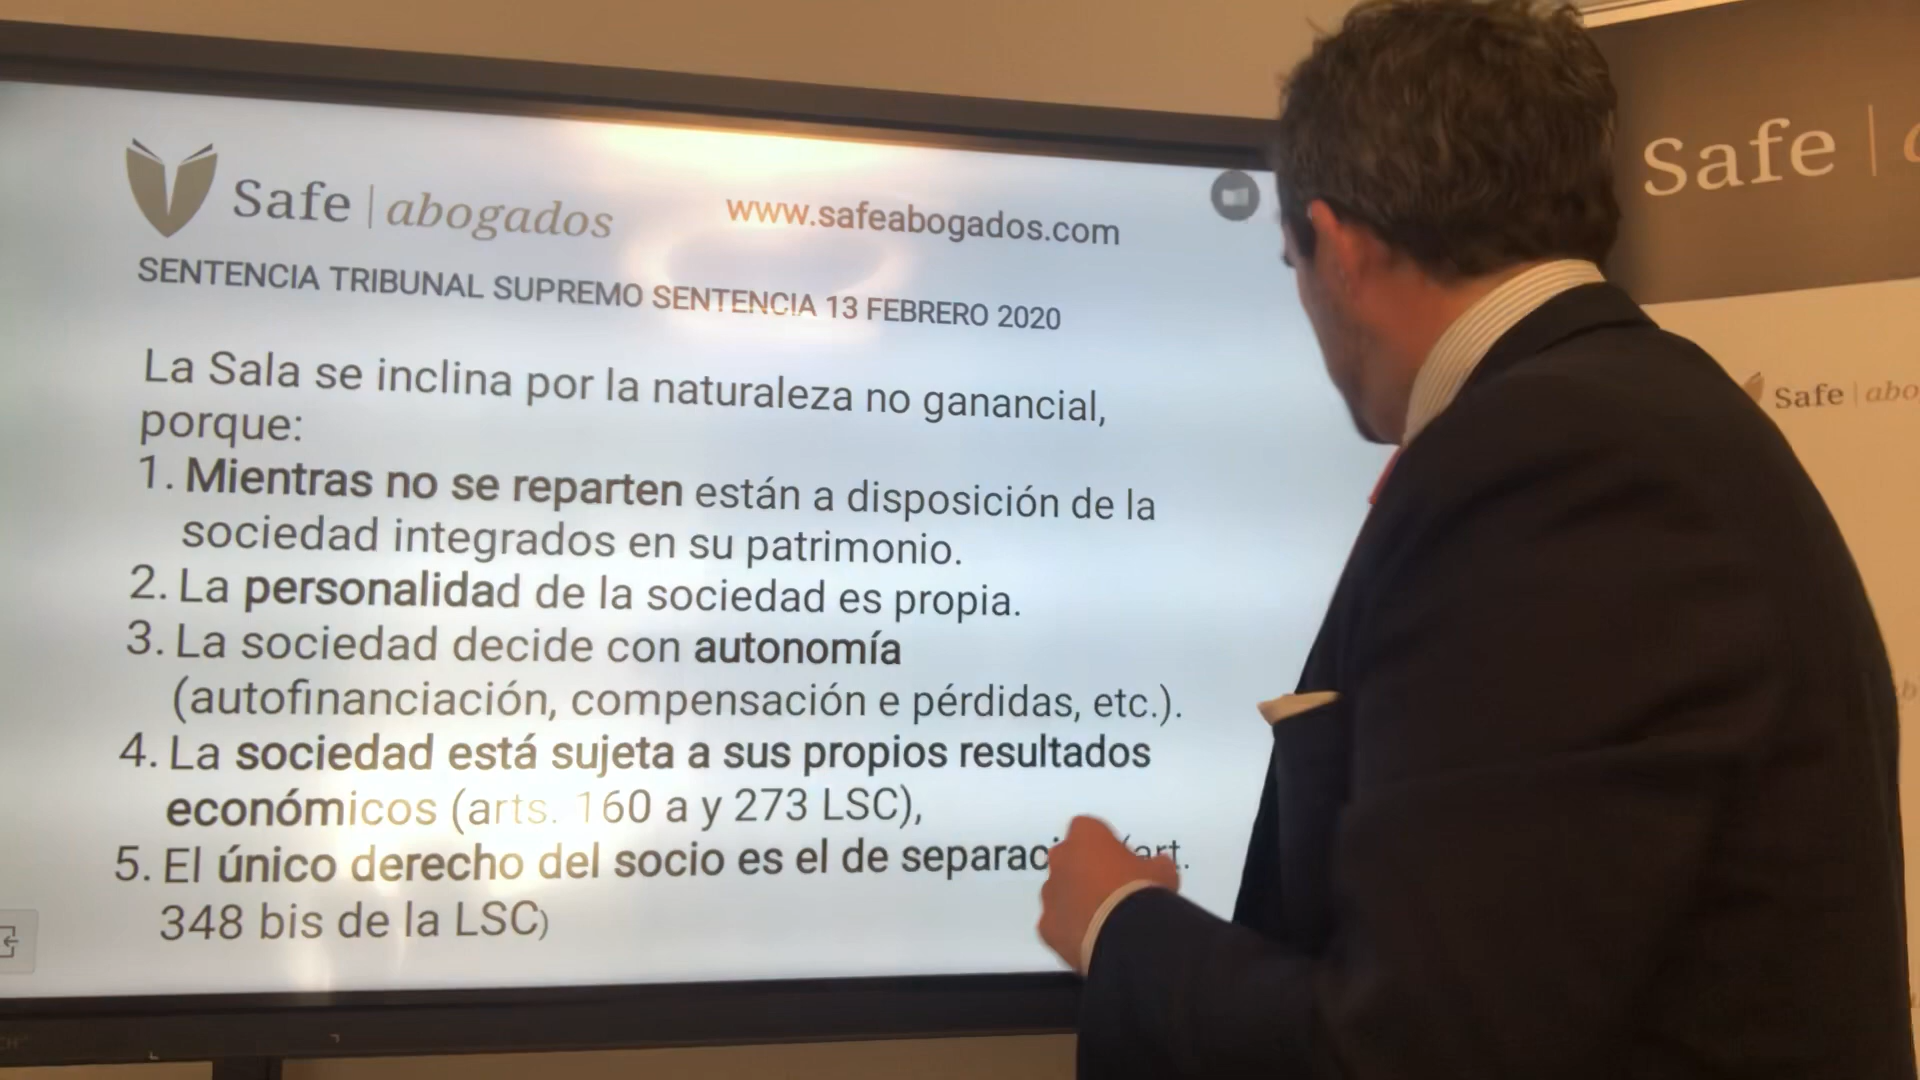 Safe | abogados
www.safeabogados.com
SENTENCIA TRIBUNAL SUPREMO SENTENCIA 13 FEBRERO 2020
La Sala se inclina por la naturaleza no ganancial,
porque:
1. Mientras no se reparten están a disposición de la
sociedad integrados en su patrimonio.
2. La personalidad de la sociedad es propia.
3. La sociedad decide con autonomía
(autofinanciación, compensación e pérdidas, etc.).
4. La sociedad está sujeta a sus propios resultados
económicos (arts. 160 a y 273 LSC),
5. El único derecho del socio es el de separac (art.
348 bis de la LSC)
Safe |
Safe | abo